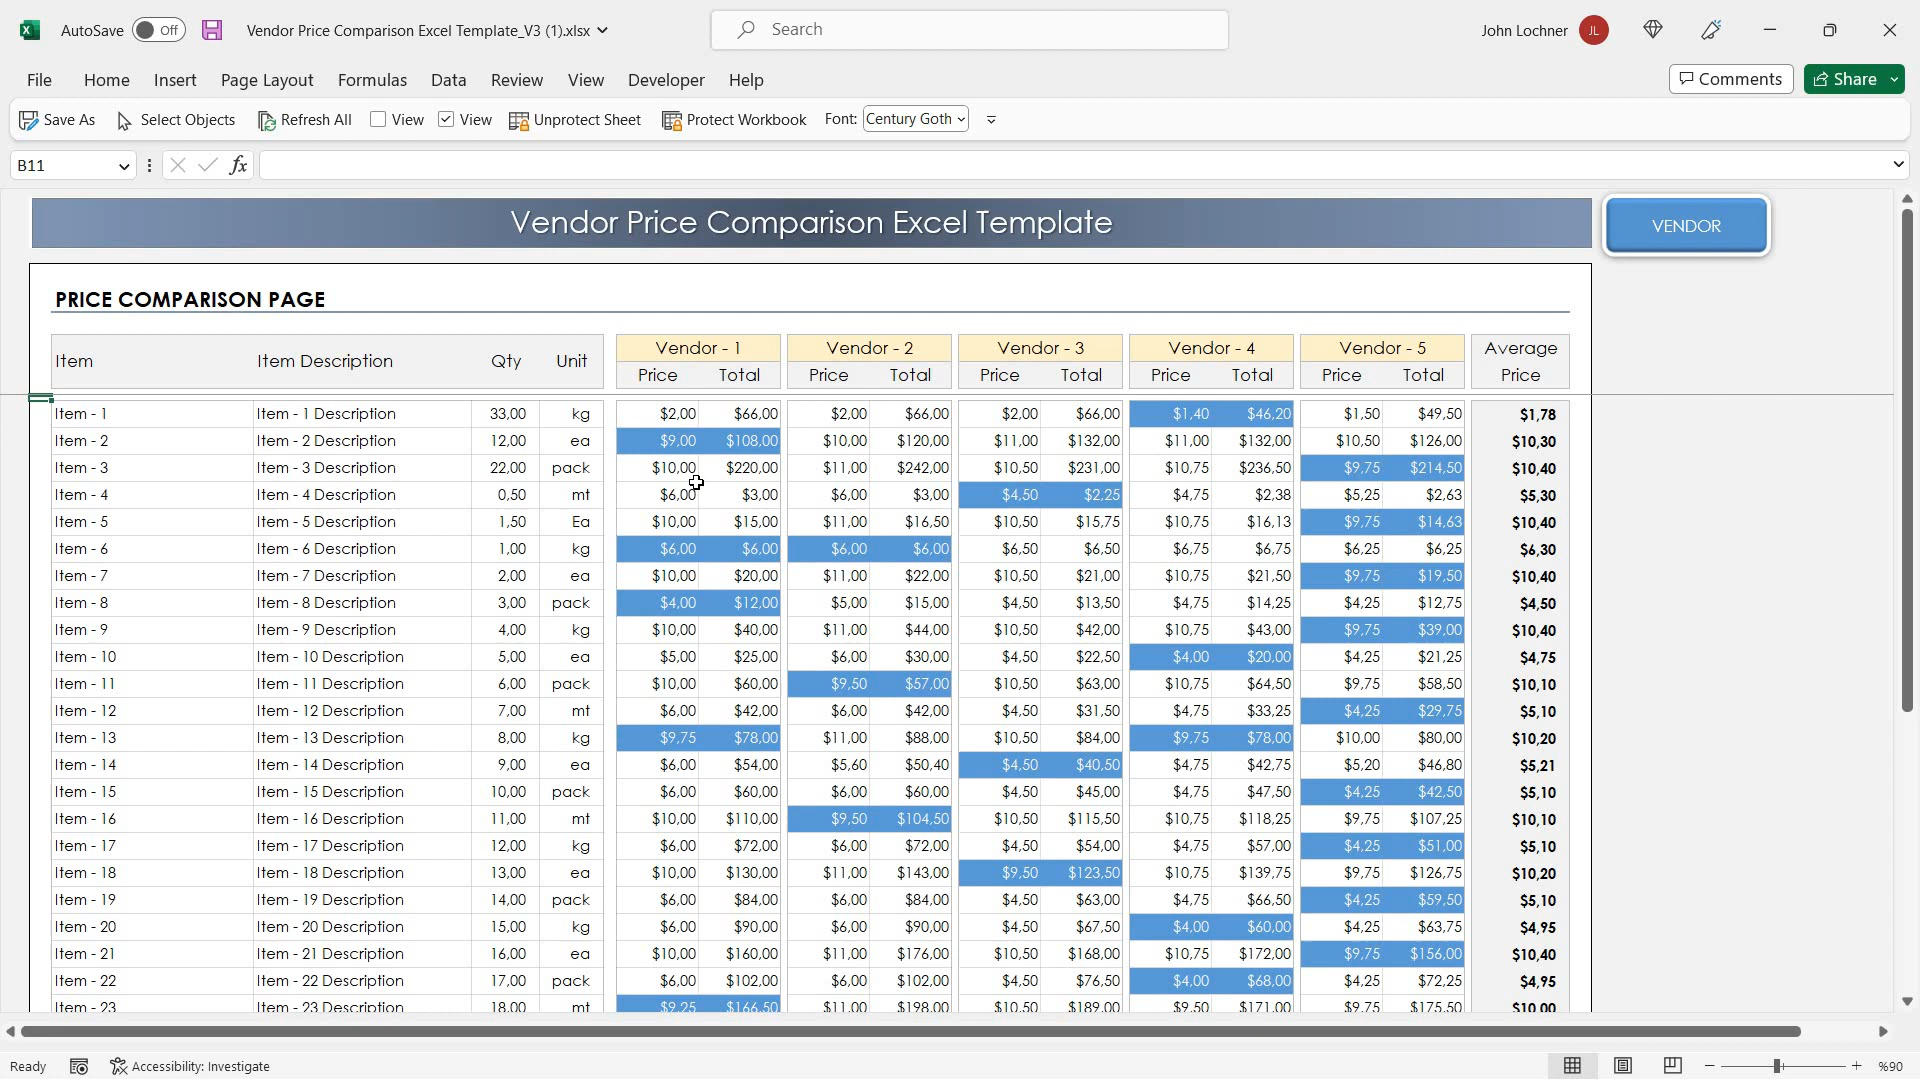 AutoSave Off Vendor Price Comparison Excel Template_V3 (1).xlsx Search John Lochner JL
File Home Insert Page Layout Formulas Data Review View Developer Help Comments Share
Save As Select Objects Refresh All View View Unprotect Sheet Protect Workbook Font: Century Goth
B11 fx
Vendor Price Comparison Excel Template VENDOR
PRICE COMPARISON PAGE
Item Item Description Qty Unit Vendor - 1 Vendor - 2 Vendor - 3 Vendor - 4 Vendor - 5 Average
Price Total Price Total Price Total Price Total Price Total Price
Item - 1 Item - 1 Description 33,00 kg $2,00 $66,00 $2,00 $66,00 $2,00 $66,00 $1,40 $46,20 $1,50 $49,50 $1,78
Item - 2 Item - 2 Description 12,00 ea $9,00 $108,00 $10,00 $120,00 $11,00 $132,00 $11,00 $132,00 $10,50 $126,00 $10,30
Item - 3 Item - 3 Description 22,00 pack $10,00 $220,00 $11,00 $242,00 $10,50 $231,00 $10,75 $236,50 $9,75 $214,50 $10,40
Item - 4 Item - 4 Description 0,50 mt $6,00 $3,00 $6,00 $3,00 $4,50 $2,25 $4,75 $2,38 $5,25 $2,63 $5,30
Item - 5 Item - 5 Description 1,50 Ea $10,00 $15,00 $11,00 $16,50 $10,50 $15,75 $10,75 $16,13 $9,75 $14,63 $10,40
Item - 6 Item - 6 Description 1,00 kg $6,00 $6,00 $6,00 $6,00 $6,50 $6,50 $6,75 $6,75 $6,25 $6,25 $6,30
Item - 7 Item - 7 Description 2,00 ea $10,00 $20,00 $11,00 $22,00 $10,50 $21,00 $10,75 $21,50 $9,75 $19,50 $10,40
Item - 8 Item - 8 Description 3,00 pack $4,00 $12,00 $5,00 $15,00 $4,50 $13,50 $4,75 $14,25 $4,25 $12,75 $4,50
Item - 9 Item - 9 Description 4,00 kg $10,00 $40,00 $11,00 $44,00 $10,50 $42,00 $10,75 $43,00 $9,75 $39,00 $10,40
Item - 10 Item - 10 Description 5,00 ea $5,00 $25,00 $6,00 $30,00 $4,50 $22,50 $4,00 $20,00 $4,25 $21,25 $4,75
Item - 11 Item - 11 Description 6,00 pack $10,00 $60,00 $9,50 $57,00 $10,50 $63,00 $10,75 $64,50 $9,75 $58,50 $10,10
Item - 12 Item - 12 Description 7,00 mt $6,00 $42,00 $6,00 $42,00 $4,50 $31,50 $4,75 $33,25 $4,25 $29,75 $5,10
Item - 13 Item - 13 Description 8,00 kg $9,75 $78,00 $11,00 $88,00 $10,50 $84,00 $9,75 $78,00 $10,00 $80,00 $10,20
Item - 14 Item - 14 Description 9,00 ea $6,00 $54,00 $5,60 $50,40 $4,50 $40,50 $4,75 $42,75 $5,20 $46,80 $5,21
Item - 15 Item - 15 Description 10,00 pack $6,00 $60,00 $6,00 $60,00 $4,50 $45,00 $4,75 $47,50 $4,25 $42,50 $5,10
Item - 16 Item - 16 Description 11,00 mt $10,00 $110,00 $9,50 $104,50 $10,50 $115,50 $10,75 $118,25 $9,75 $107,25 $10,10
Item - 17 Item - 17 Description 12,00 kg $6,00 $72,00 $6,00 $72,00 $4,50 $54,00 $4,75 $57,00 $4,25 $51,00 $5,10
Item - 18 Item - 18 Description 13,00 ea $10,00 $130,00 $11,00 $143,00 $9,50 $123,50 $10,75 $139,75 $9,75 $126,75 $10,20
Item - 19 Item - 19 Description 14,00 pack $6,00 $84,00 $6,00 $84,00 $4,50 $63,00 $4,75 $66,50 $4,25 $59,50 $5,10
Item - 20 Item - 20 Description 15,00 kg $6,00 $90,00 $6,00 $90,00 $4,50 $67,50 $4,00 $60,00 $4,25 $63,75 $4,95
Item - 21 Item - 21 Description 16,00 ea $10,00 $160,00 $11,00 $176,00 $10,50 $168,00 $10,75 $172,00 $9,75 $156,00 $10,40
Item - 22 Item - 22 Description 17,00 pack $6,00 $102,00 $6,00 $102,00 $4,50 $76,50 $4,00 $68,00 $4,25 $72,25 $4,95
Item - 23 Item - 23 Description 18,00 mt $9,25 $166,50 $11,00 $198,00 $10,50 $189,00 $9,50 $171,00 $9,75 $175,50 $10,00
Ready Accessibility: Investigate %90